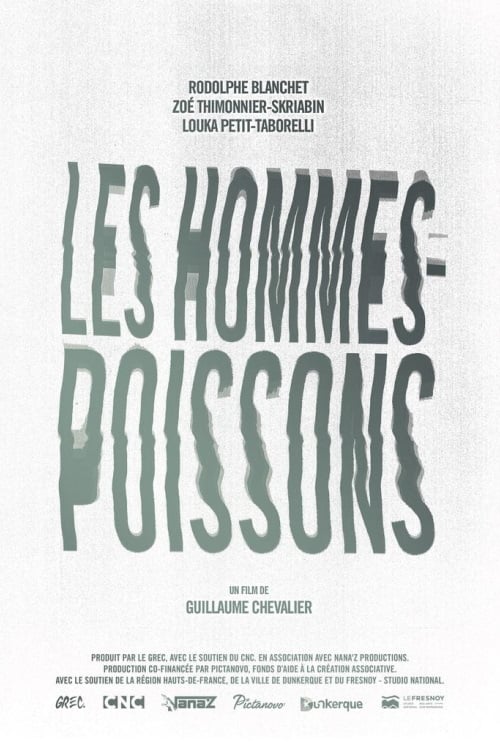 RODOLPHE BLANCHET
ZOÉ THIMONNIER-SKRIABIN
LOUKA PETIT-TABORELLI
LES HOMMES-
POISSONS
UN FILM DE
GUILLAUME CHEVALIER
PRODUIT PAR LE GREC, AVEC LE SOUTIEN DU CNC. EN ASSOCIATION AVEC NANA'Z PRODUCTIONS.
PRODUCTION CO-FINANCÉE PAR PICTANOVO, FONDS D'AIDE À LA CRÉATION ASSOCIATIVE.
AVEC LE SOUTIEN DE LA RÉGION HAUTS-DE-FRANCE, DE LA VILLE DE DUNKERQUE ET DU FRESNOY - STUDIO NATIONAL.
GREC. CNC NANAZ Pictanovo Dunkerque LE FRESNOY